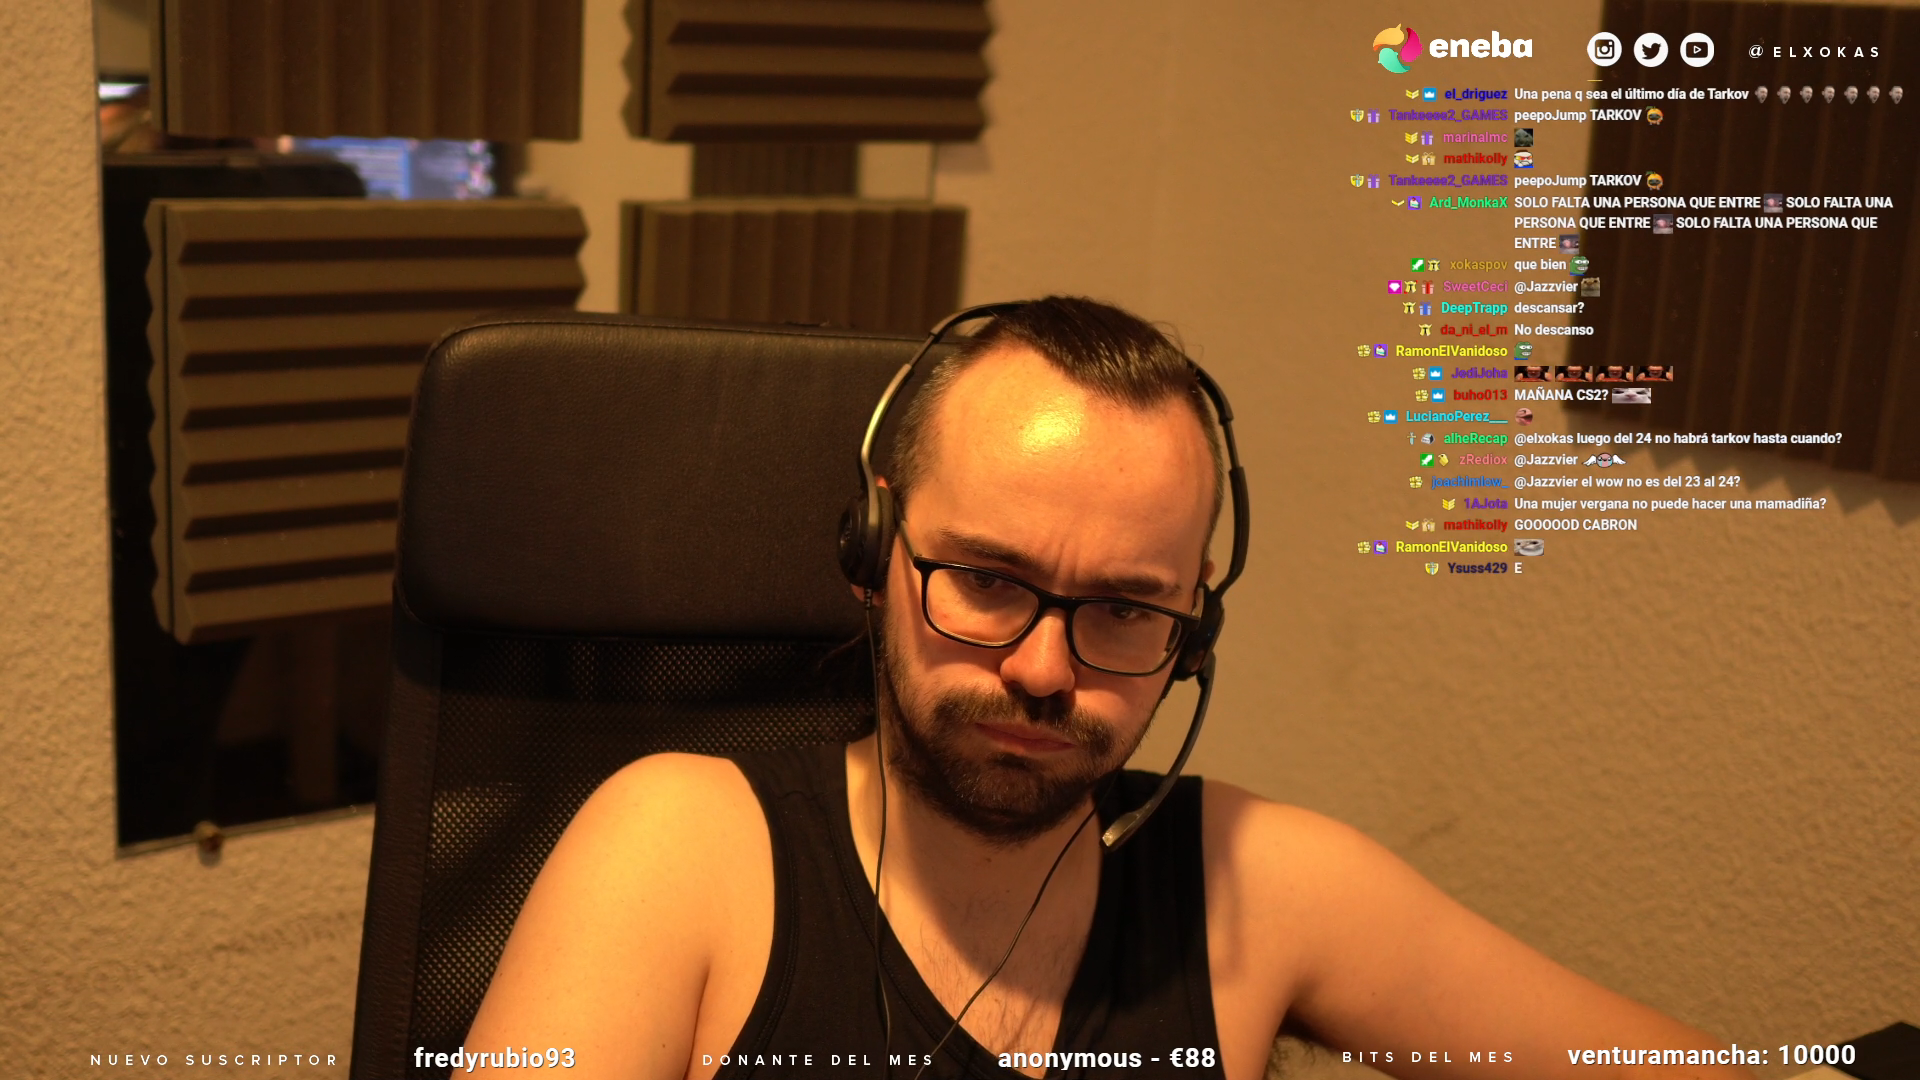 eneba
@ELXOKAS
el_driguez Una pena q sea el último día de Tarkov
Tankeeee2_GAMES peepoJump TARKOV
marinalmc
mathikolly
Tankeeee2_GAMES peepoJump TARKOV
Ard_MonkaX SOLO FALTA UNA PERSONA QUE ENTRE SOLO FALTA UNA
PERSONA QUE ENTRE SOLO FALTA UNA PERSONA QUE
ENTRE
xokaspov que bien
SweetCeci @Jazzvier
DeepTrapp descansar?
da_ni_el_m No descanso
RamonElVanidoso
JediJoha
buho013 MAÑANA CS2?
LucianoPerez___
alheRecap @elxokas luego del 24 no habrá tarkov hasta cuando?
zRediox @Jazzvier
joachimlow_ @Jazzvier el wow no es del 23 al 24?
1AJota Una mujer vergana no puede hacer una mamadiña?
mathikolly GOOOOOD CABRON
RamonElVanidoso
Ysuss429 E
NUEVO SUSCRIPTOR fredyrubio93 DONANTE DEL MES anonymous - €88 BITS DEL MES venturamancha: 10000